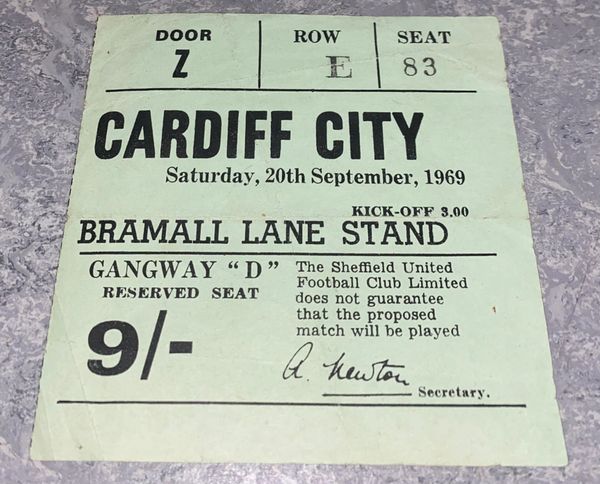 DOOR ROW SEAT
Z E 83
CARDIFF CITY
Saturday, 20th September, 1969
KICK-OFF 3.00
BRAMALL LANE STAND
GANGWAY “D”
RESERVED SEAT
9/-
The Sheffield United
Football Club Limited
does not guarantee
that the proposed
match will be played
A. Newton
Secretary.